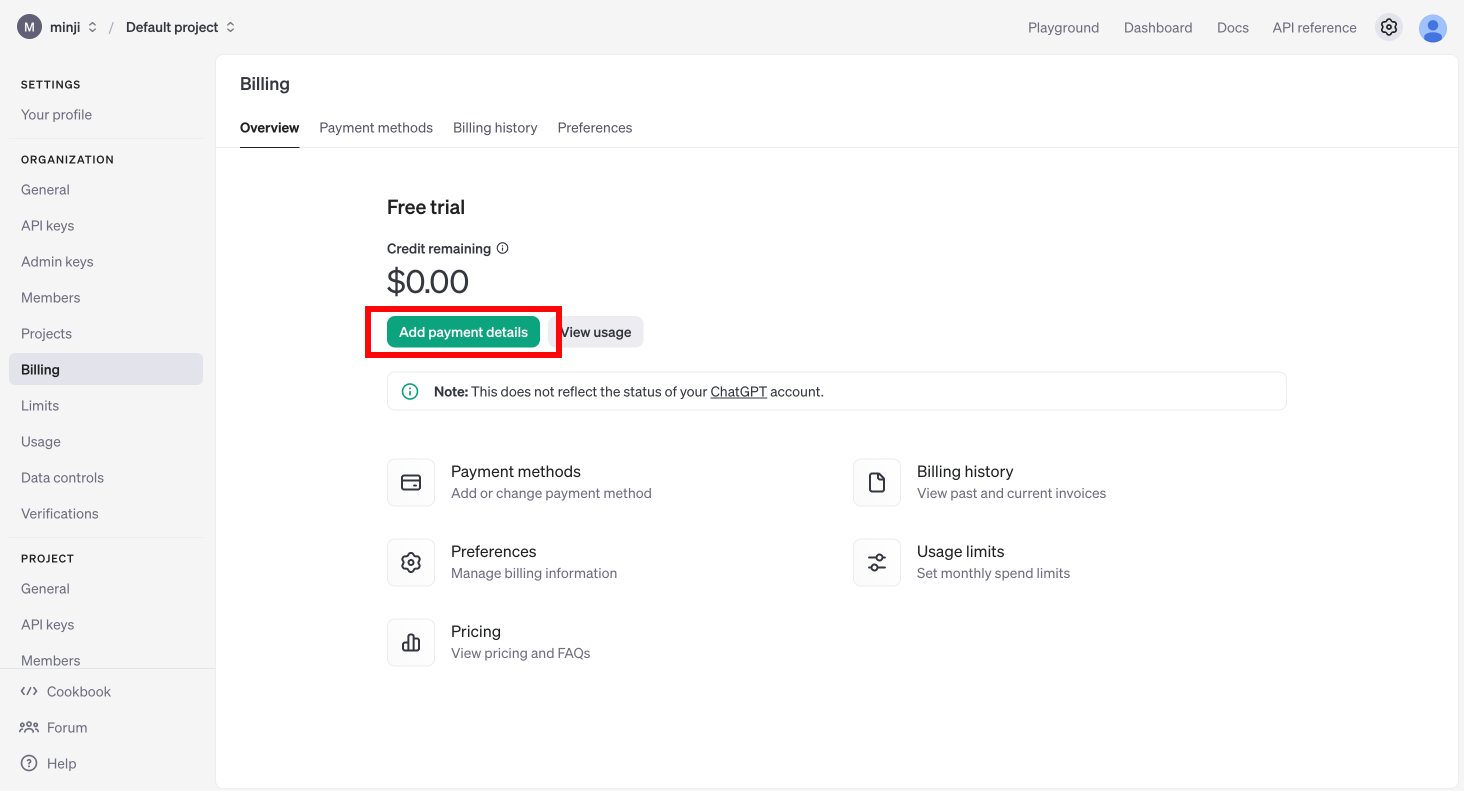 M minji / Default project
Playground Dashboard Docs API reference
SETTINGS
Your profile
ORGANIZATION
General
API keys
Admin keys
Members
Projects
Billing
Limits
Usage
Data controls
Verifications
PROJECT
General
API keys
Members
Cookbook
Forum
Help
Billing
Overview Payment methods Billing history Preferences
Free trial
Credit remaining
$0.00
Add payment details View usage
Note: This does not reflect the status of your ChatGPT account.
Payment methods
Add or change payment method
Billing history
View past and current invoices
Preferences
Manage billing information
Usage limits
Set monthly spend limits
Pricing
View pricing and FAQs